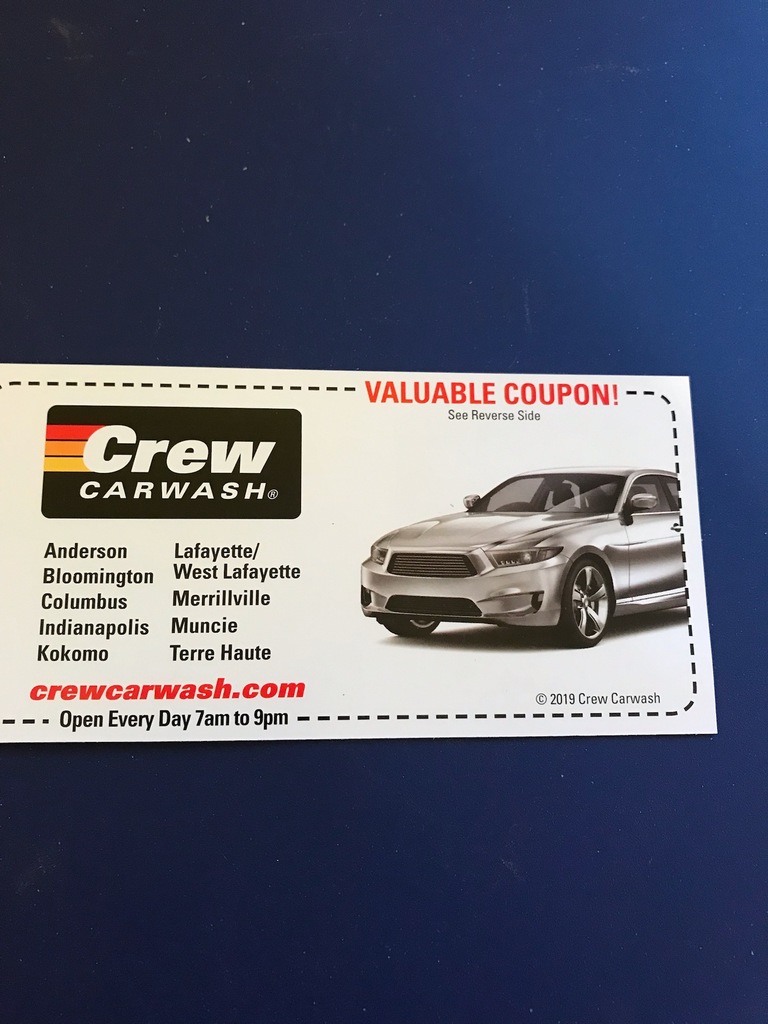 VALUABLE COUPON!
See Reverse Side
Crew
CARWASH®
Anderson
Bloomington
Columbus
Indianapolis
Kokomo
Lafayette/
West Lafayette
Merrillville
Muncie
Terre Haute
crewcarwash.com
Open Every Day 7am to 9pm
© 2019 Crew Carwash